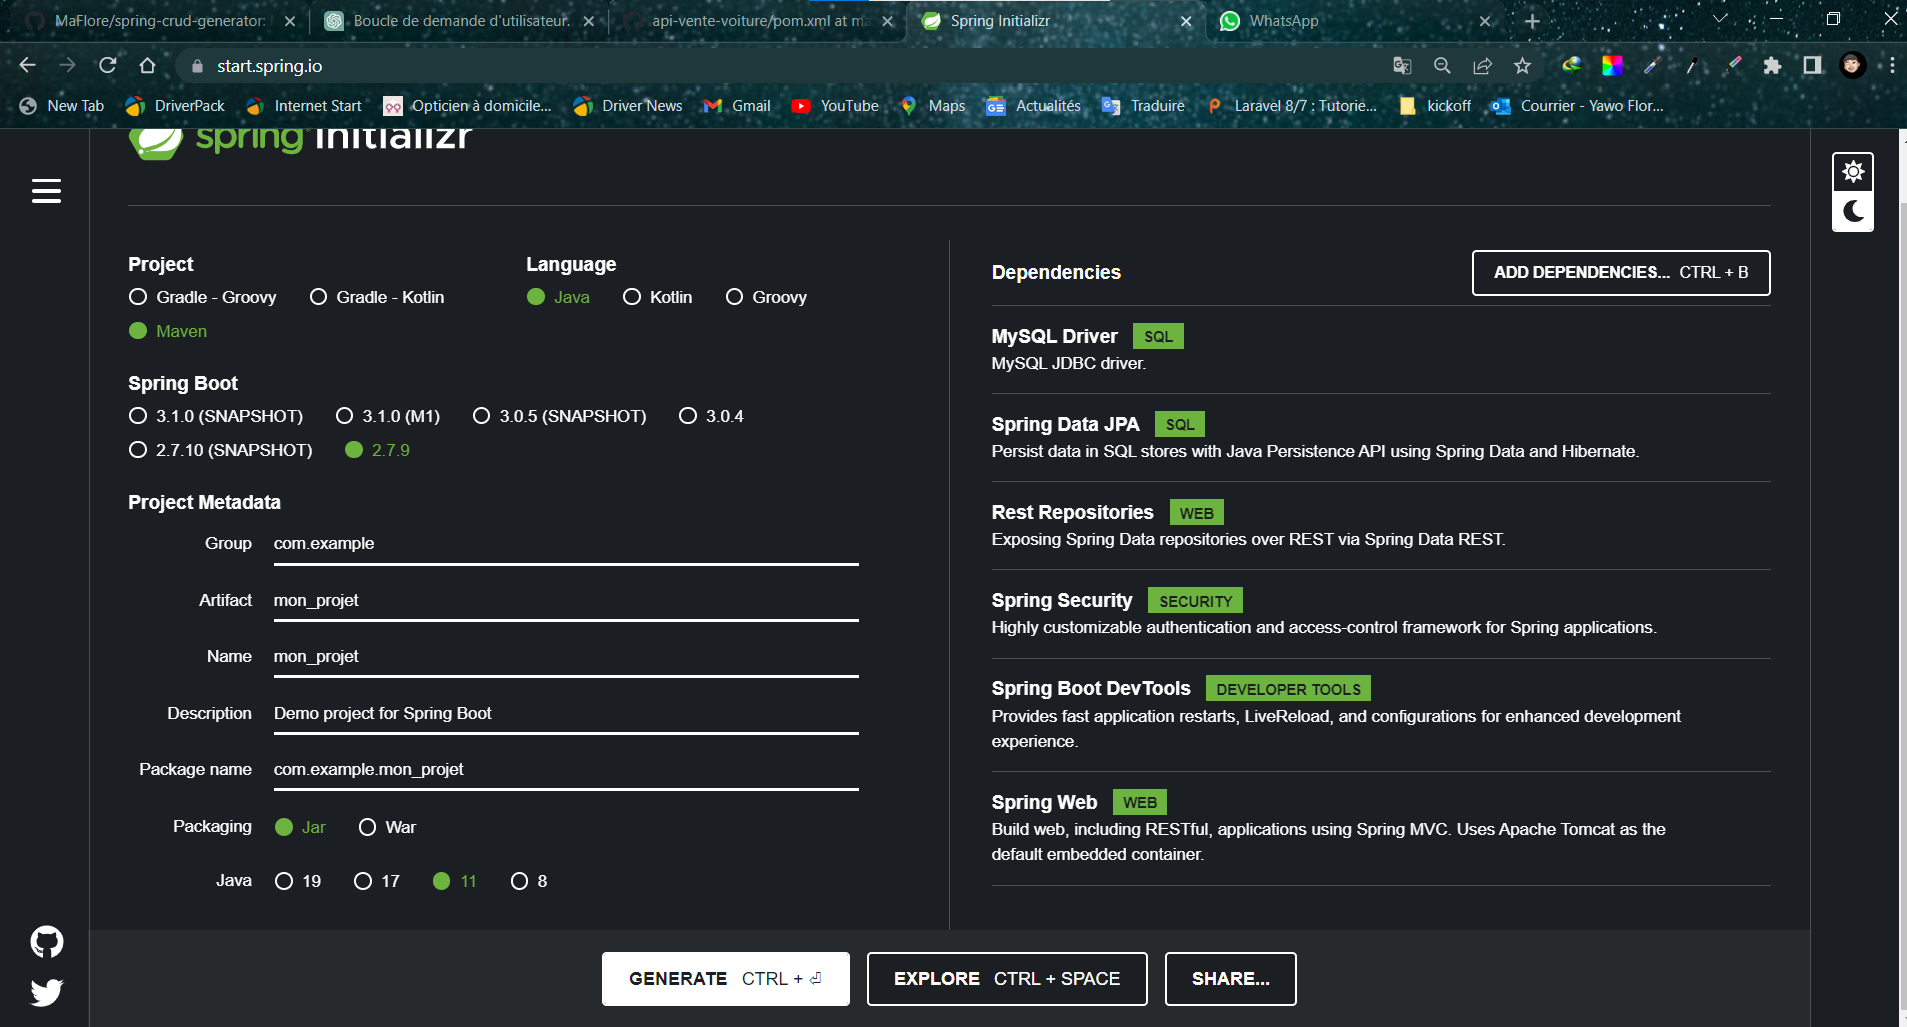 MaFlore/spring-crud-generator:
Boucle de demande d'utilisateur.
api-vente-voiture/pom.xml at ma
Spring Initializr
WhatsApp
start.spring.io
New Tab
DriverPack
Internet Start
Opticien à domicile...
Driver News
Gmail
YouTube
Maps
Actualités
Traduire
Laravel 8/7 : Tutorie...
kickoff
Courrier - Yawo Flor...
spring initializr
Project
Gradle - Groovy
Gradle - Kotlin
Maven
Language
Java
Kotlin
Groovy
Spring Boot
3.1.0 (SNAPSHOT)
3.1.0 (M1)
3.0.5 (SNAPSHOT)
3.0.4
2.7.10 (SNAPSHOT)
2.7.9
Project Metadata
Group com.example
Artifact mon_projet
Name mon_projet
Description Demo project for Spring Boot
Package name com.example.mon_projet
Packaging Jar War
Java 19 17 11 8
Dependencies
ADD DEPENDENCIES... CTRL + B
MySQL Driver SQL
MySQL JDBC driver.
Spring Data JPA SQL
Persist data in SQL stores with Java Persistence API using Spring Data and Hibernate.
Rest Repositories WEB
Exposing Spring Data repositories over REST via Spring Data REST.
Spring Security SECURITY
Highly customizable authentication and access-control framework for Spring applications.
Spring Boot DevTools DEVELOPER TOOLS
Provides fast application restarts, LiveReload, and configurations for enhanced development
experience.
Spring Web WEB
Build web, including RESTful, applications using Spring MVC. Uses Apache Tomcat as the
default embedded container.
GENERATE CTRL + ⏎
EXPLORE CTRL + SPACE
SHARE...